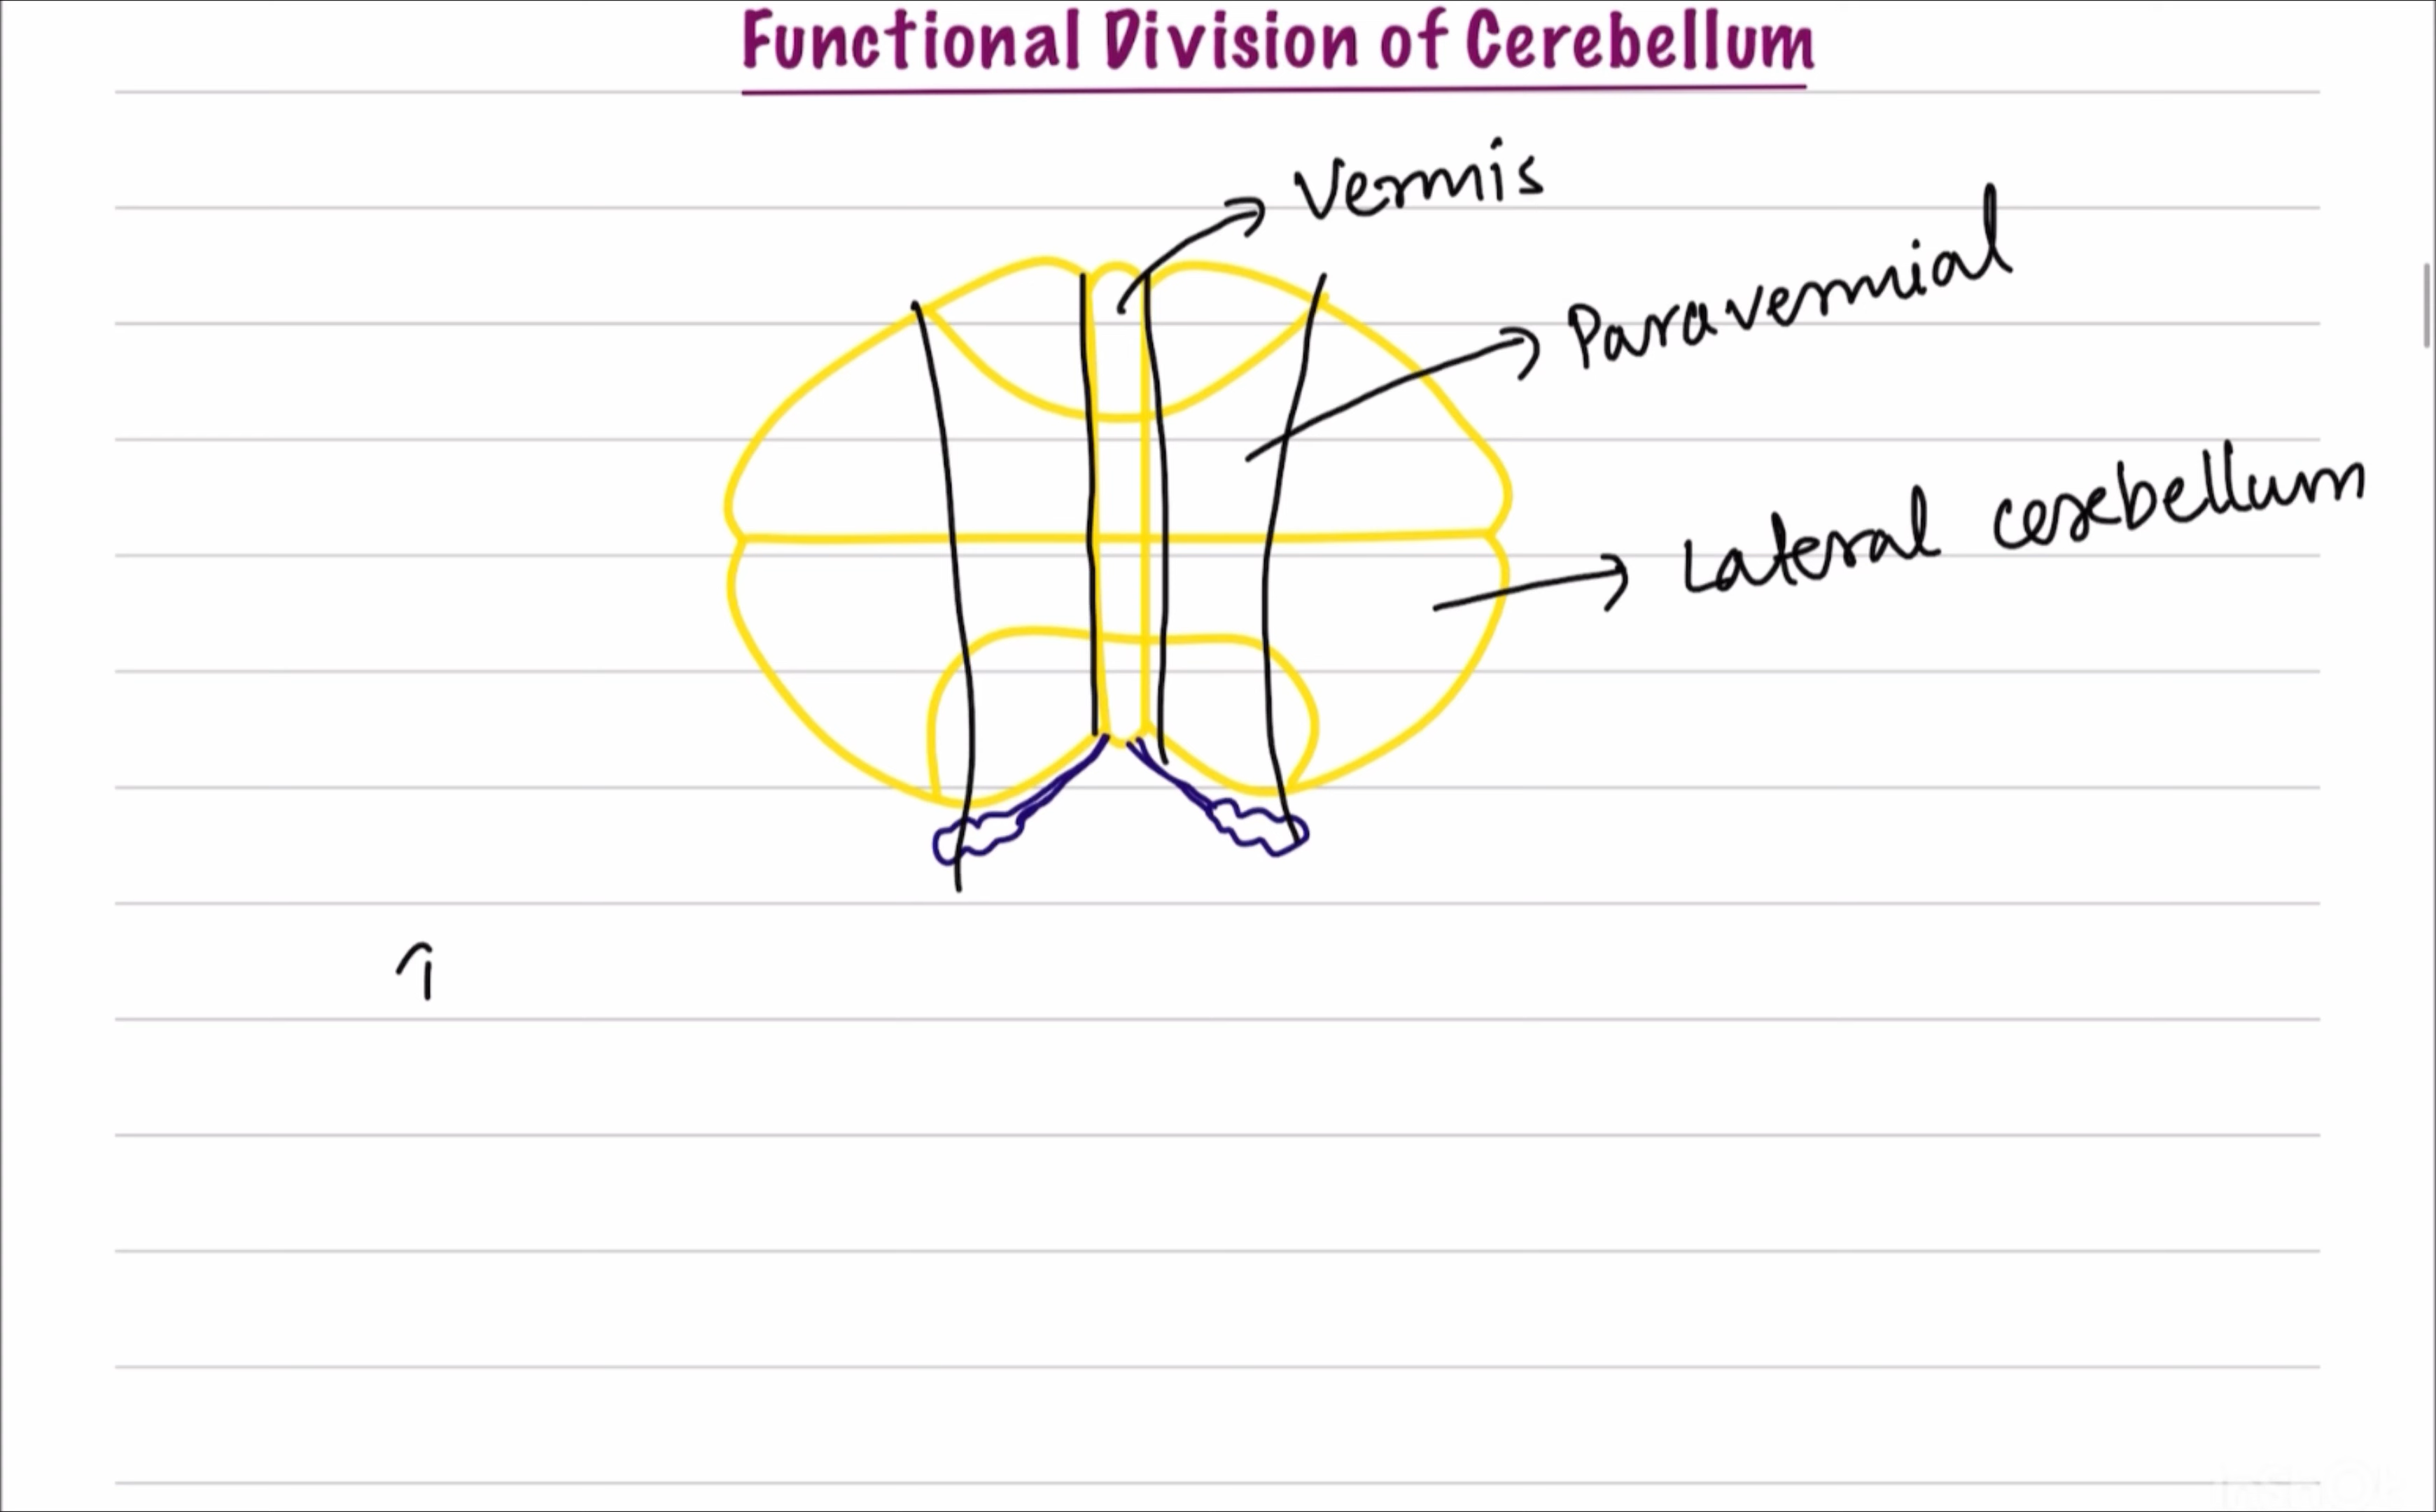 Functional Division of Cerebellum
Vermis
Paravermial
Lateral cerebellum